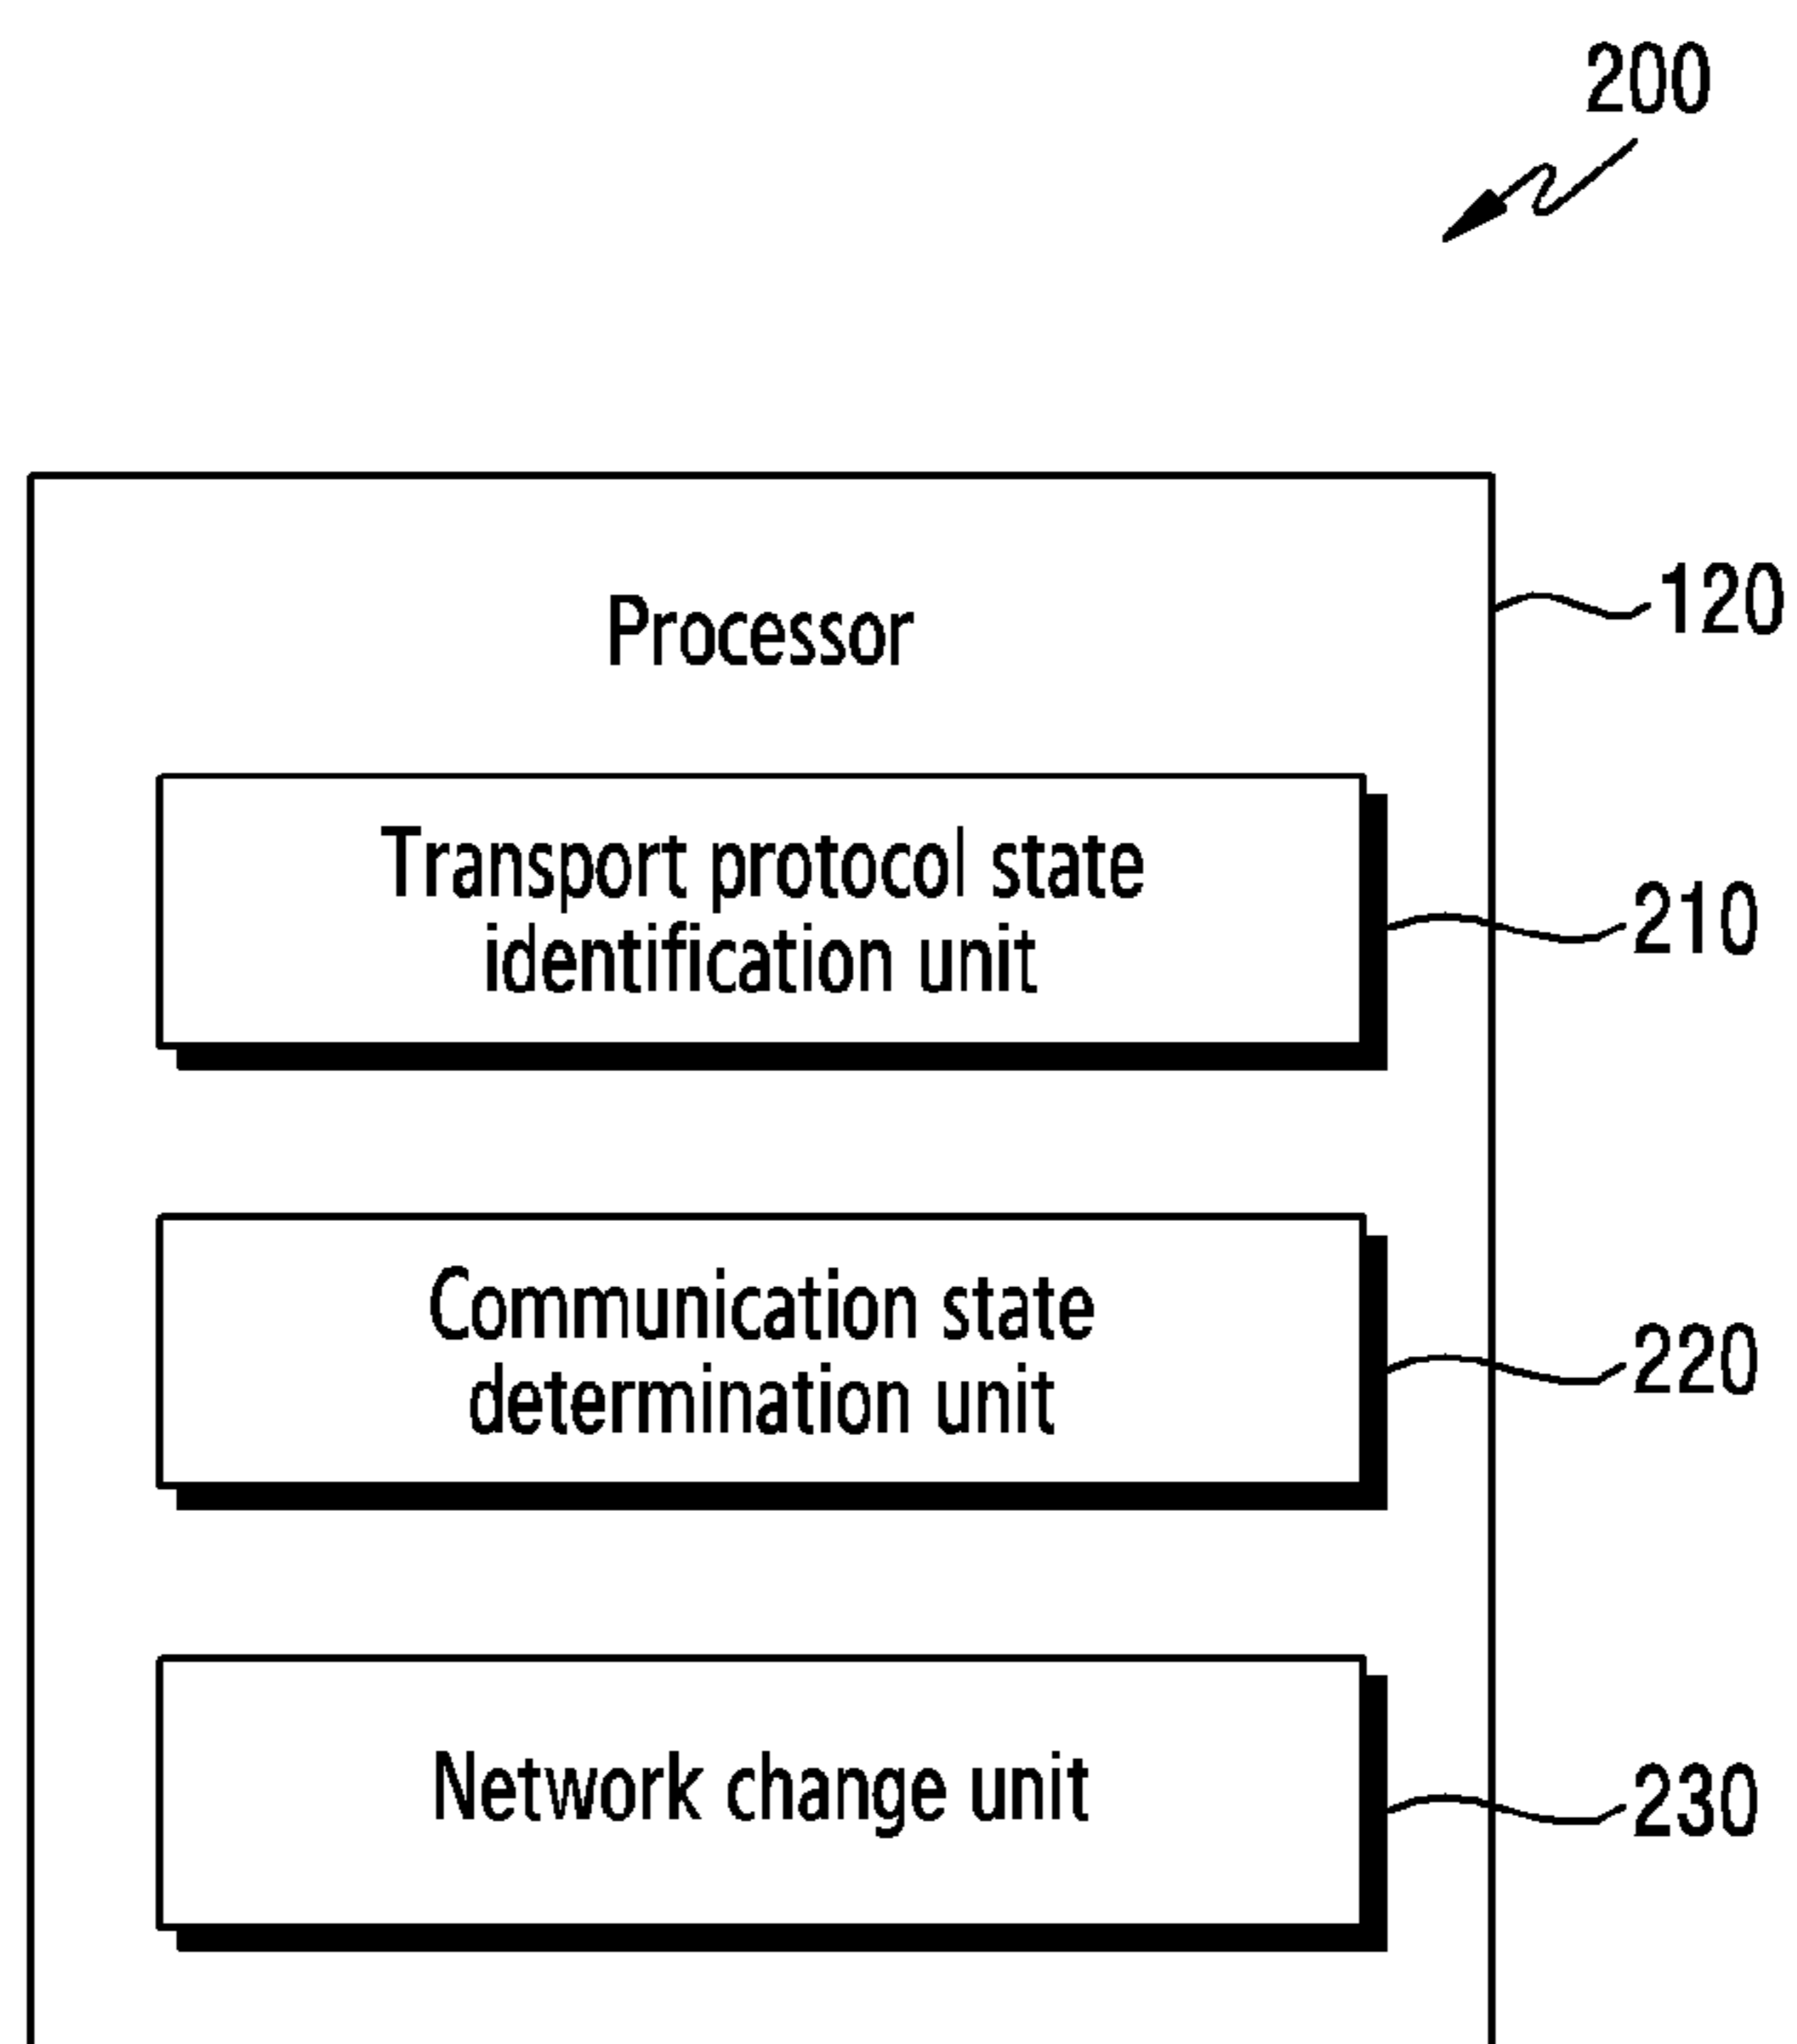 200
Processor
120
Transport protocol state
identification unit
210
Communication state
determination unit
220
Network change unit
230